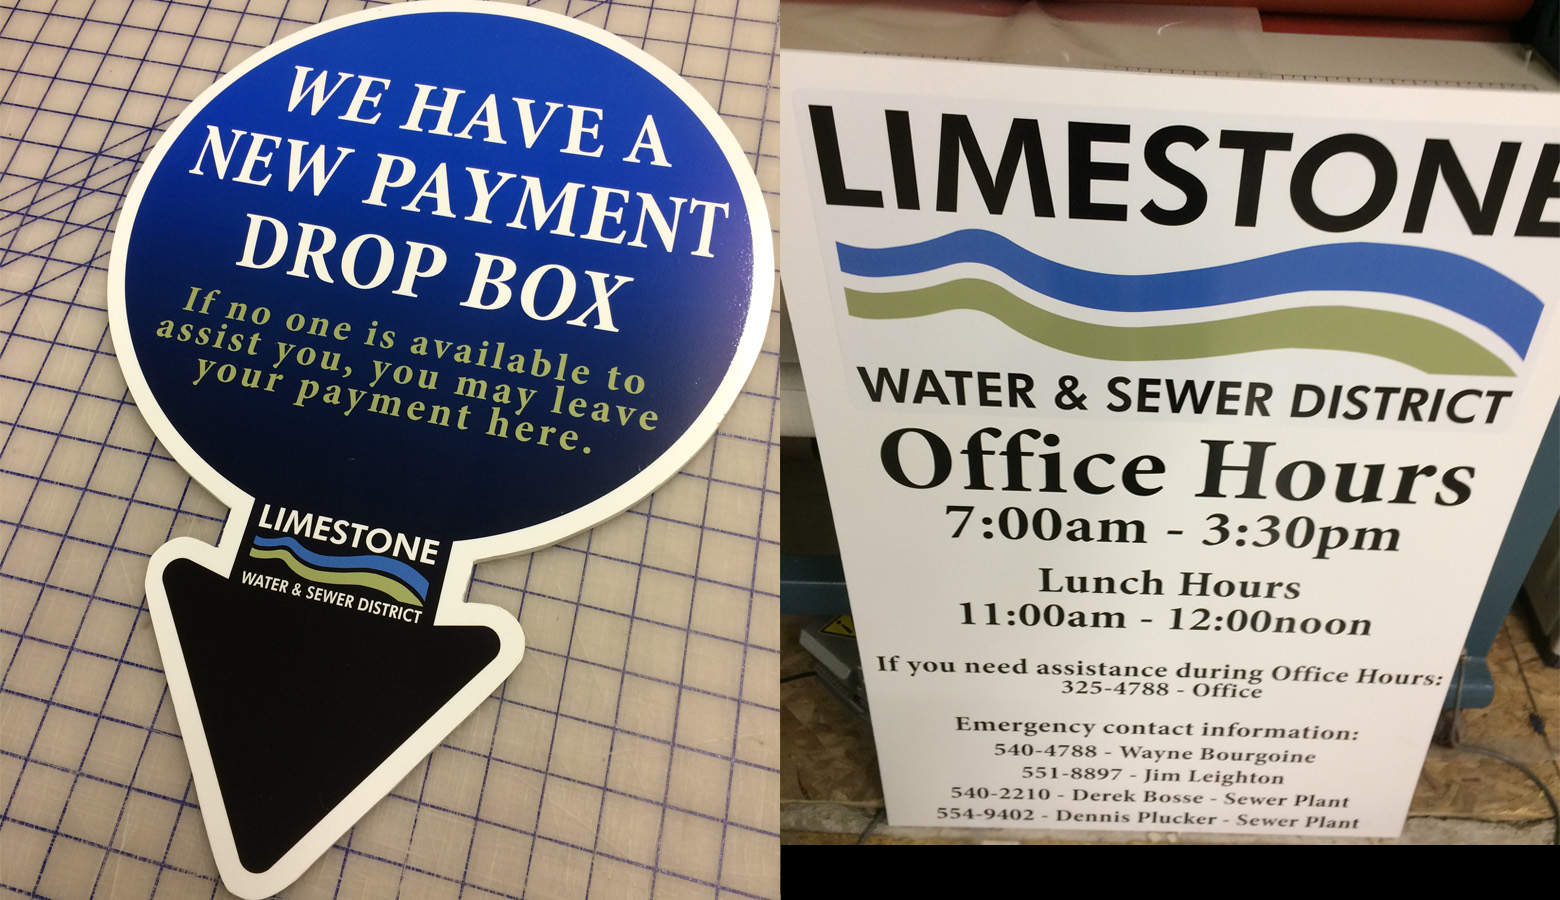 WE HAVE A
NEW PAYMENT
DROP BOX
If no one is available to
assist you, you may leave
your payment here.
LIMESTONE
WATER & SEWER DISTRICT
LIMESTONE
WATER & SEWER DISTRICT
Office Hours
7:00am - 3:30pm
Lunch Hours
11:00am - 12:00noon
If you need assistance during Office Hours:
325-4788 - Office
Emergency contact information:
540-4788 - Wayne Bourgoine
551-8897 - Jim Leighton
540-2210 - Derek Bosse - Sewer Plant
554-9402 - Dennis Plucker - Sewer Plant